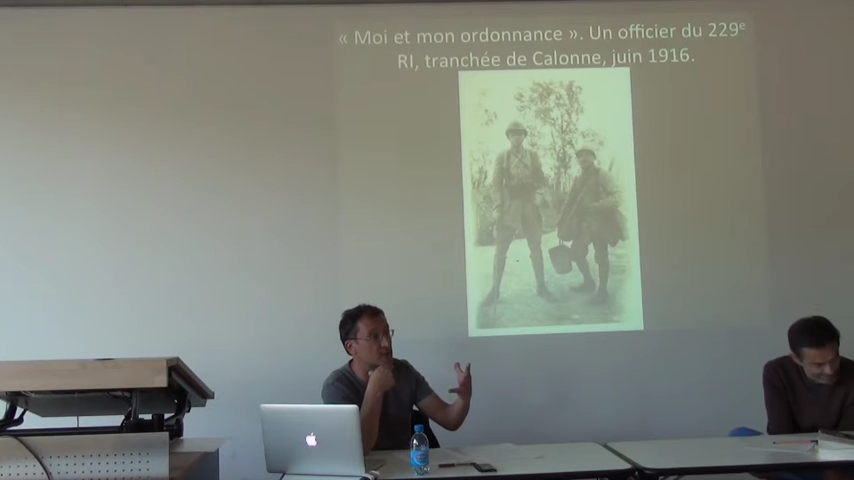 « Moi et mon ordonnance ». Un officier du 229e
RI, tranchée de Calonne, juin 1916.